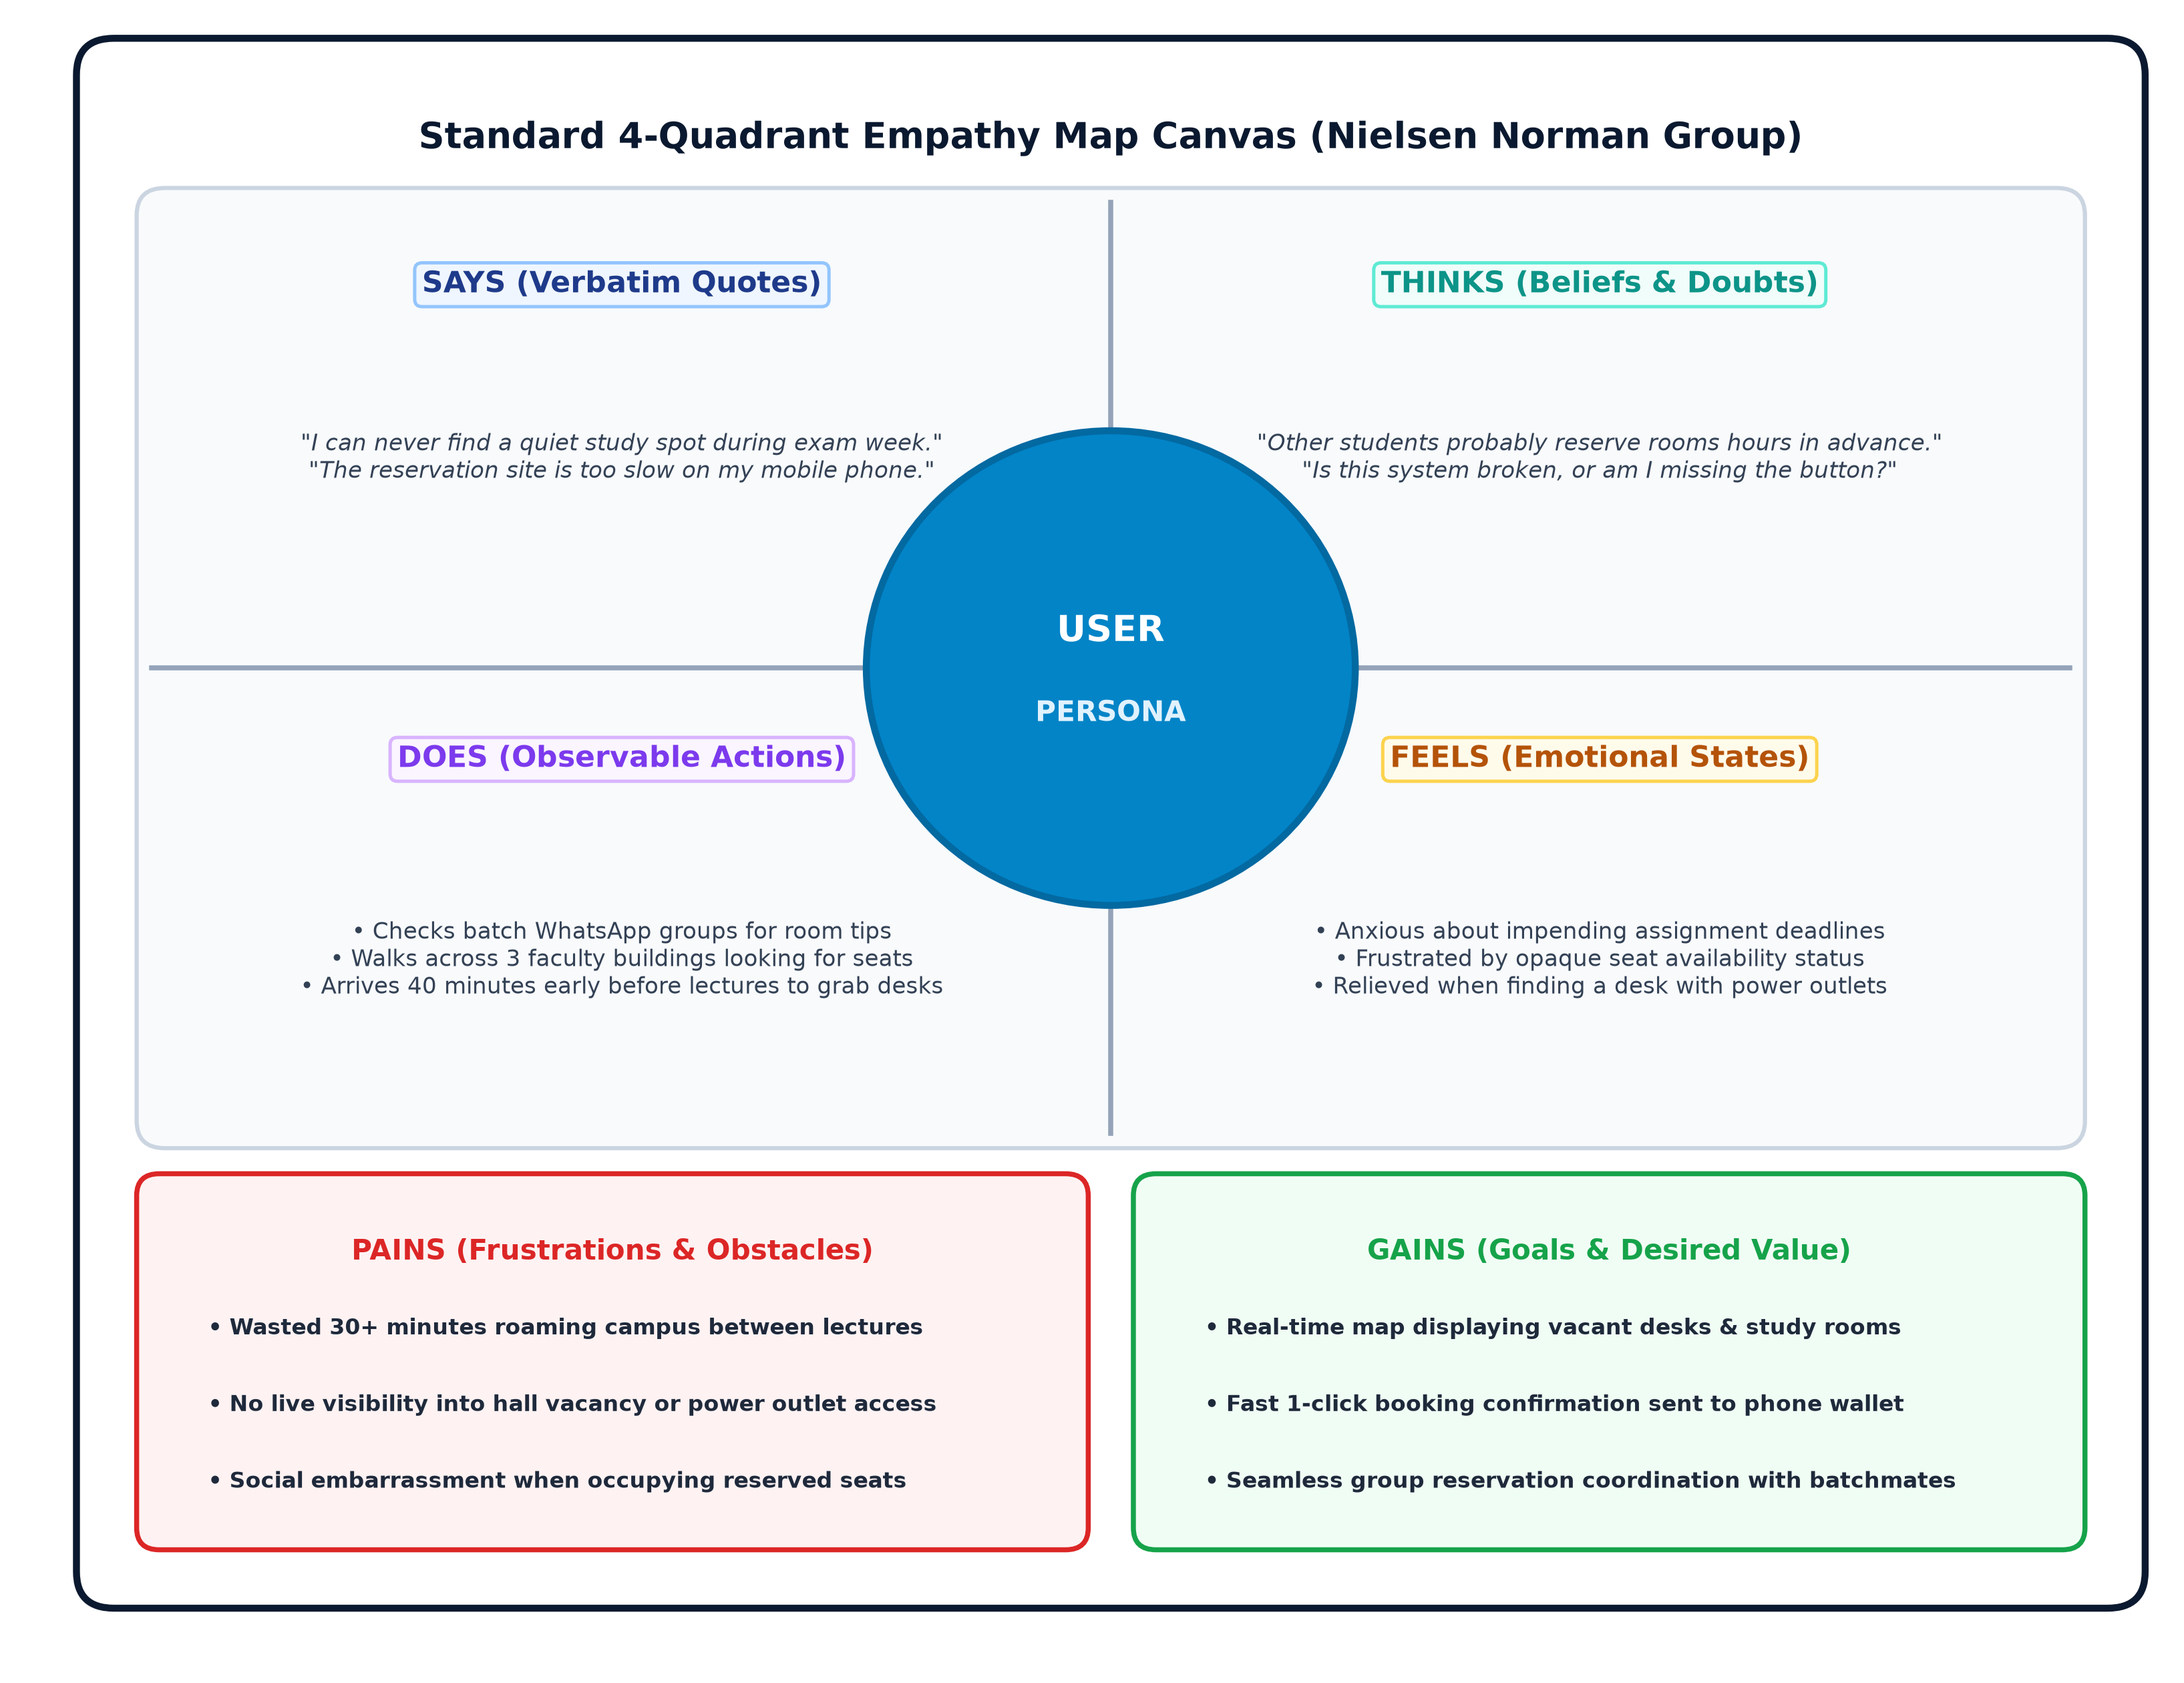 Standard 4-Quadrant Empathy Map Canvas (Nielsen Norman Group)
SAYS (Verbatim Quotes)
"I can never find a quiet study spot during exam week."
"The reservation site is too slow on my mobile phone."
THINKS (Beliefs & Doubts)
"Other students probably reserve rooms hours in advance."
"Is this system broken, or am I missing the button?"
USER
PERSONA
DOES (Observable Actions)
• Checks batch WhatsApp groups for room tips
• Walks across 3 faculty buildings looking for seats
• Arrives 40 minutes early before lectures to grab desks
FEELS (Emotional States)
• Anxious about impending assignment deadlines
• Frustrated by opaque seat availability status
• Relieved when finding a desk with power outlets
PAINS (Frustrations & Obstacles)
• Wasted 30+ minutes roaming campus between lectures
• No live visibility into hall vacancy or power outlet access
• Social embarrassment when occupying reserved seats
GAINS (Goals & Desired Value)
• Real-time map displaying vacant desks & study rooms
• Fast 1-click booking confirmation sent to phone wallet
• Seamless group reservation coordination with batchmates